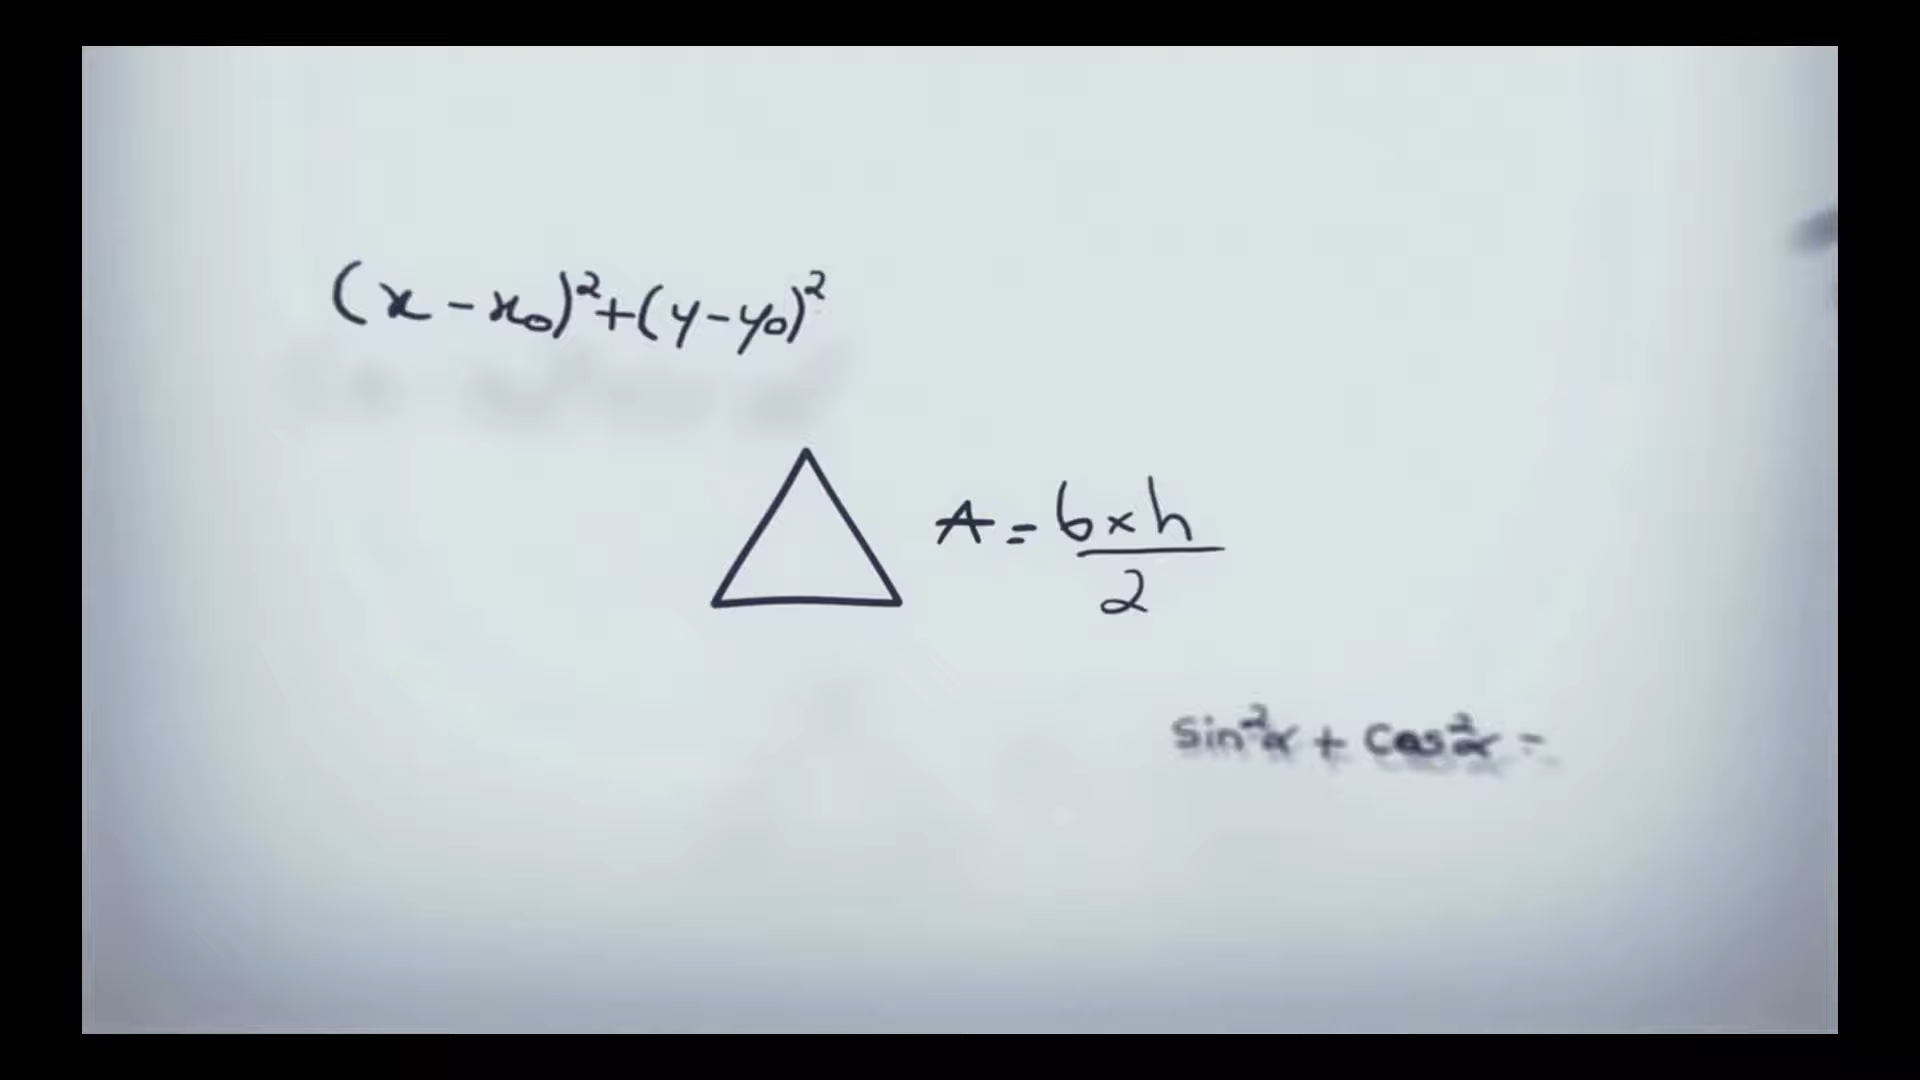 (x - x₀)² + (y - y₀)²
A = b × h
2
sin²α + cos²α =